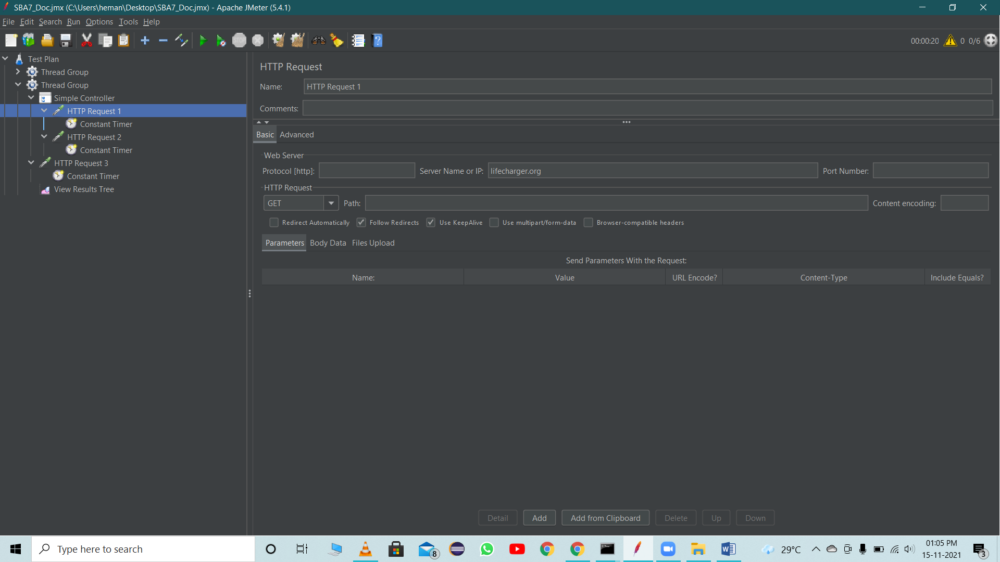 SBA7_Doc.jmx (C:\Users\heman\Desktop\SBA7_Doc.jmx) - Apache JMeter (5.4.1)
File Edit Search Run Options Tools Help
STOP
00:00:20 0 0/6
Test Plan
Thread Group
Thread Group
Simple Controller
HTTP Request 1
Constant Timer
HTTP Request 2
Constant Timer
HTTP Request 3
Constant Timer
View Results Tree
HTTP Request
Name: HTTP Request 1
Comments:
Basic Advanced
Web Server
Protocol [http]: Server Name or IP: lifecharger.org Port Number:
HTTP Request
GET Path: Content encoding:
Redirect Automatically Follow Redirects Use KeepAlive Use multipart/form-data Browser-compatible headers
Parameters Body Data Files Upload
Send Parameters With the Request:
Name: Value URL Encode? Content-Type Include Equals?
Detail Add Add from Clipboard Delete Up Down
Type here to search
8
29°C
01:05 PM
15-11-2021
3